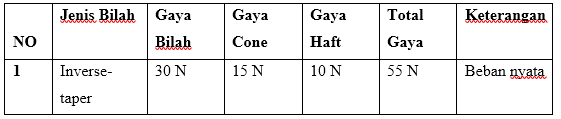 NO Jenis Bilah Gaya Bilah Gaya Cone Gaya Haft Total Gaya Keterangan
1 Inverse-taper 30 N 15 N 10 N 55 N Beban nyata